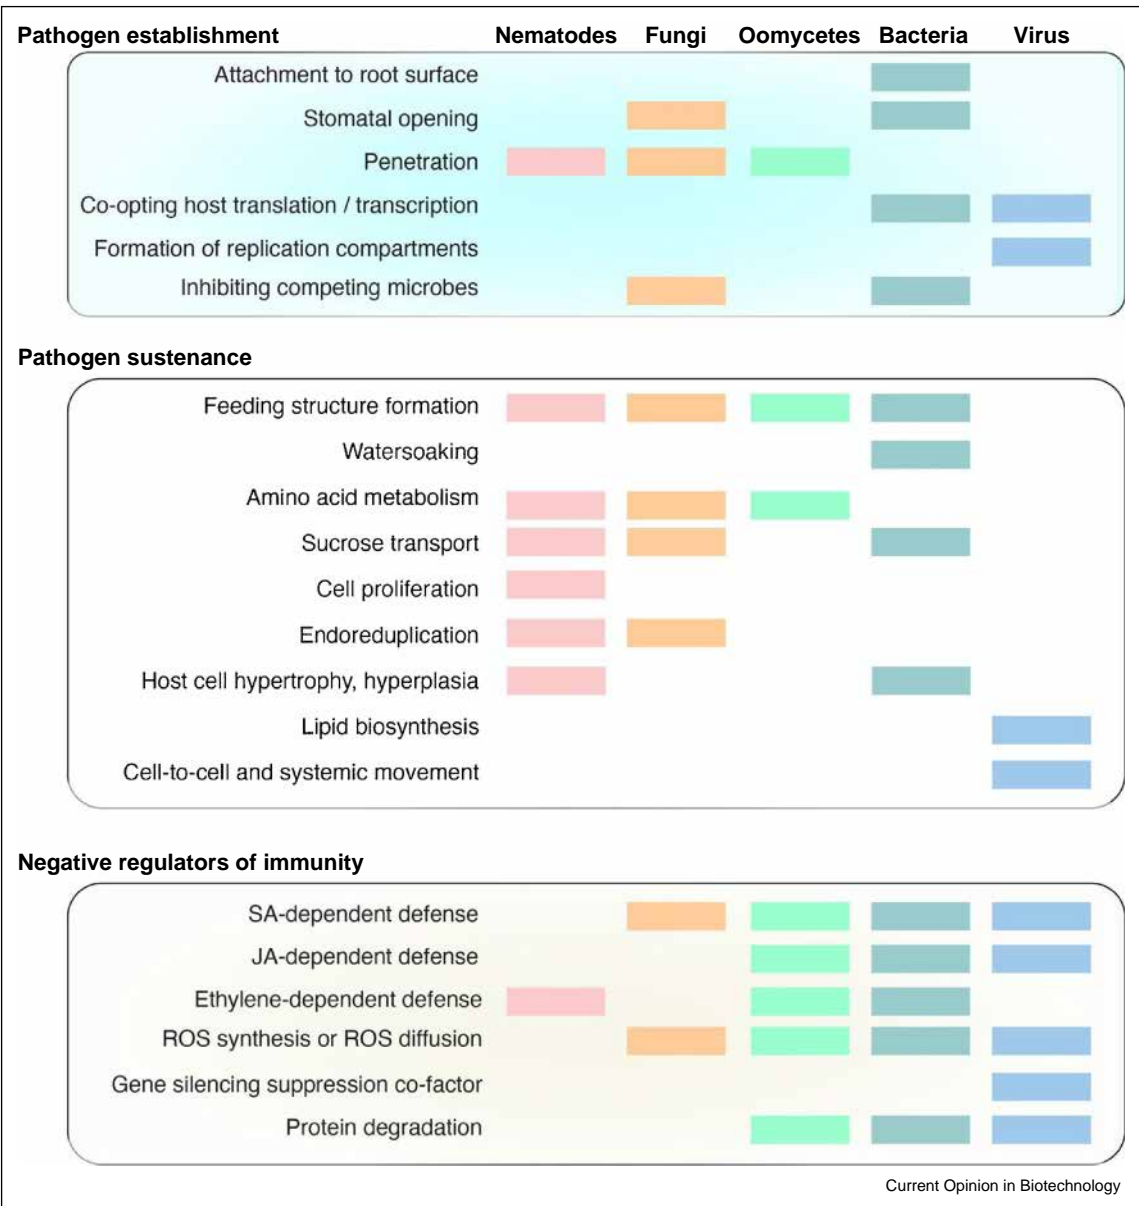 Pathogen establishment Nematodes Fungi Oomycetes Bacteria Virus
Attachment to root surface
Stomatal opening
Penetration
Co-opting host translation / transcription
Formation of replication compartments
Inhibiting competing microbes
Pathogen sustenance
Feeding structure formation
Watersoaking
Amino acid metabolism
Sucrose transport
Cell proliferation
Endoreduplication
Host cell hypertrophy, hyperplasia
Lipid biosynthesis
Cell-to-cell and systemic movement
Negative regulators of immunity
SA-dependent defense
JA-dependent defense
Ethylene-dependent defense
ROS synthesis or ROS diffusion
Gene silencing suppression co-factor
Protein degradation
Current Opinion in Biotechnology